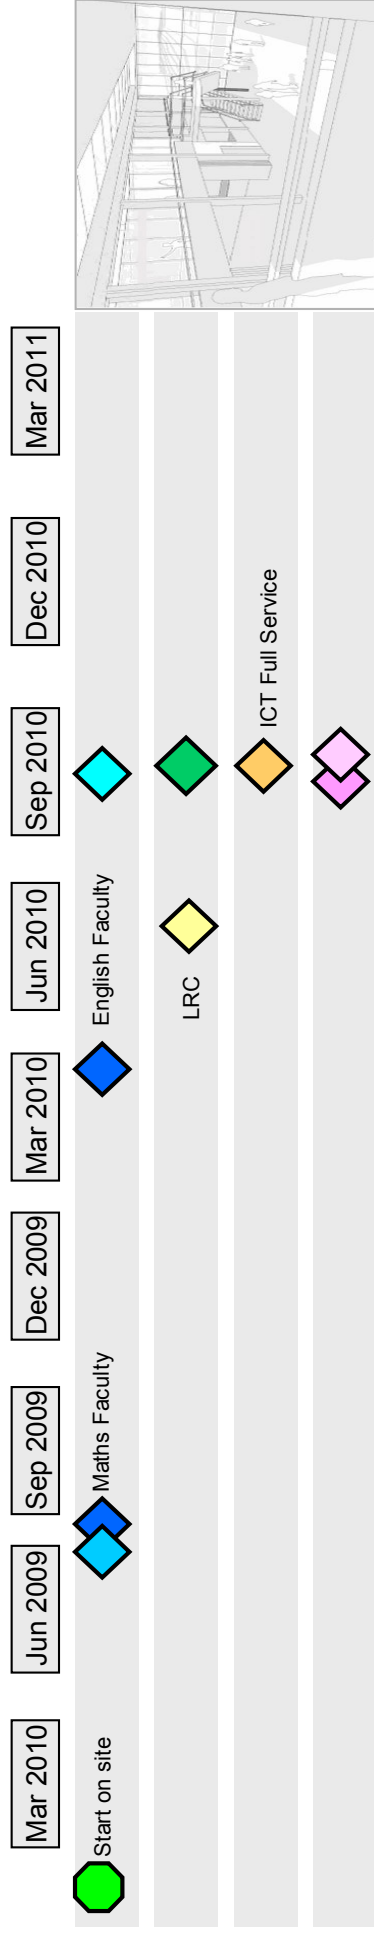 Mar 2010
Jun 2009
Sep 2009
Dec 2009
Mar 2010
Jun 2010
Sep 2010
Dec 2010
Mar 2011
Start on site
Maths Faculty
English Faculty
LRC
ICT Full Service